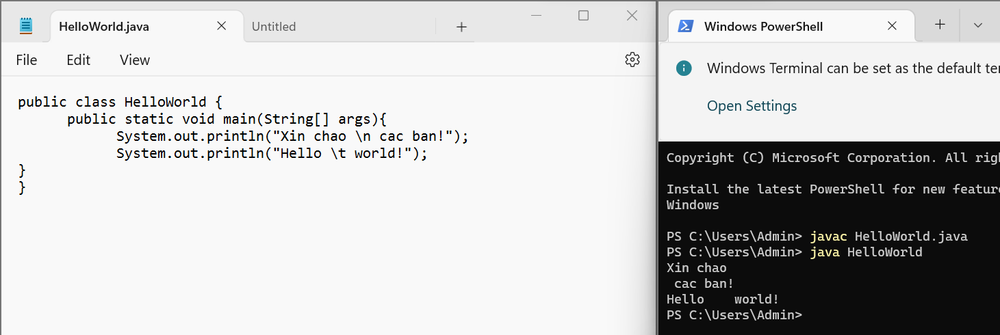 HelloWorld.java
Untitled
File Edit View
public class HelloWorld {
public static void main(String[] args){
System.out.println("Xin chao \n cac ban!");
System.out.println("Hello \t world!");
}
}
Windows PowerShell
Windows Terminal can be set as the default
Open Settings
Copyright (C) Microsoft Corporation. All
Install the latest PowerShell for new
Windows
PS C:\Users\Admin> javac HelloWorld.java
PS C:\Users\Admin> java HelloWorld
Xin chao
 cac ban!
Hello    world!
PS C:\Users\Admin>